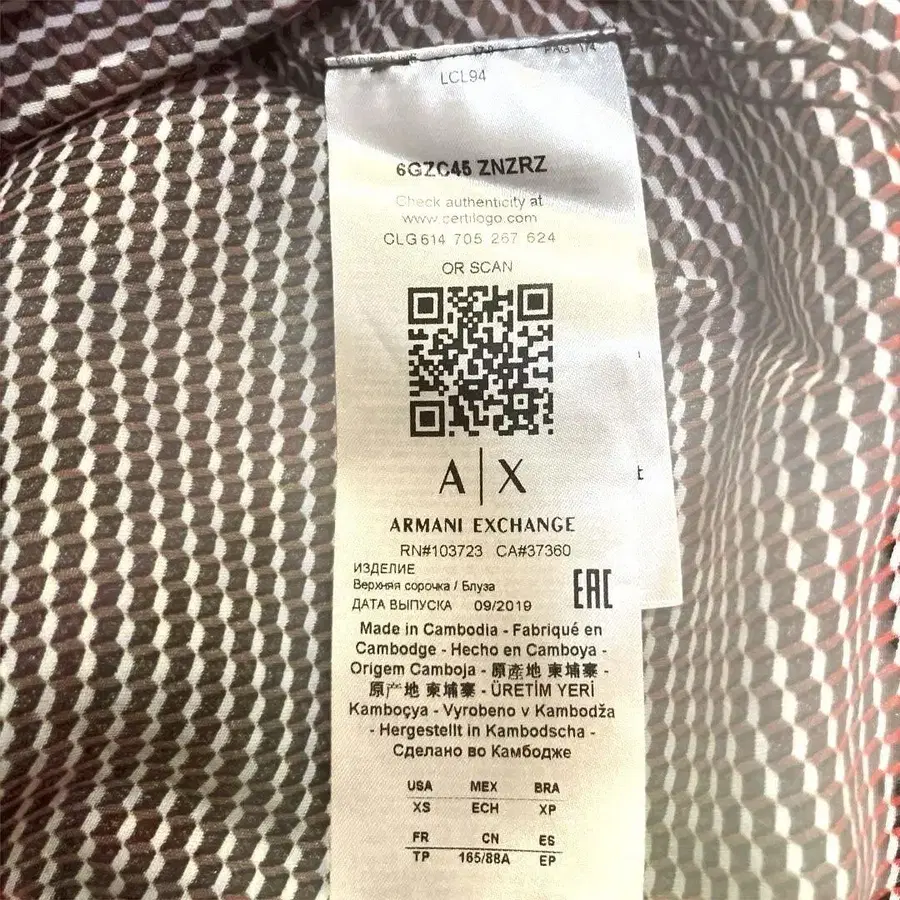 PAG 1/4
LCL94
6GZC45 ZNZRZ
Check authenticity at
www.certilogo.com
CLG 614 705 267 624
OR SCAN
A|X
ARMANI EXCHANGE
RN#103723 CA#37360
ИЗДЕЛИЕ
Верхняя сорочка / Блуза
ДАТА ВЫПУСКА 09/2019
EAC
Made in Cambodia - Fabriqué en
Cambodge - Hecho en Camboya -
Origem Camboja - 原產地 柬埔寨 -
原产地 柬埔寨 - ÜRETİM YERİ
Kamboçya - Vyrobeno v Kambodža
- Hergestellt in Kambodscha -
Сделано во Камбодже
USA MEX BRA
XS ECH XP
FR CN ES
TP 165/88A EP